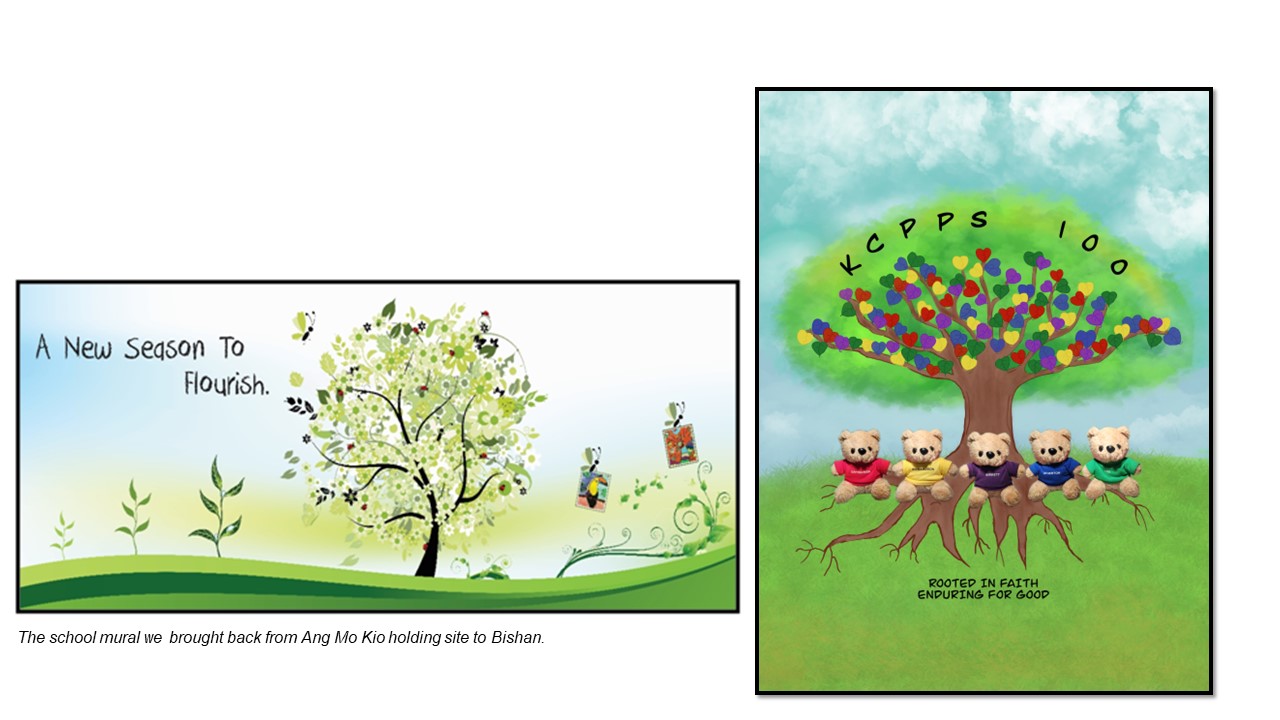 A New Season To
Flourish.
The school mural we brought back from Ang Mo Kio holding site to Bishan.
KCPPS 100
ROOTED IN FAITH
ENDURING FOR GOOD